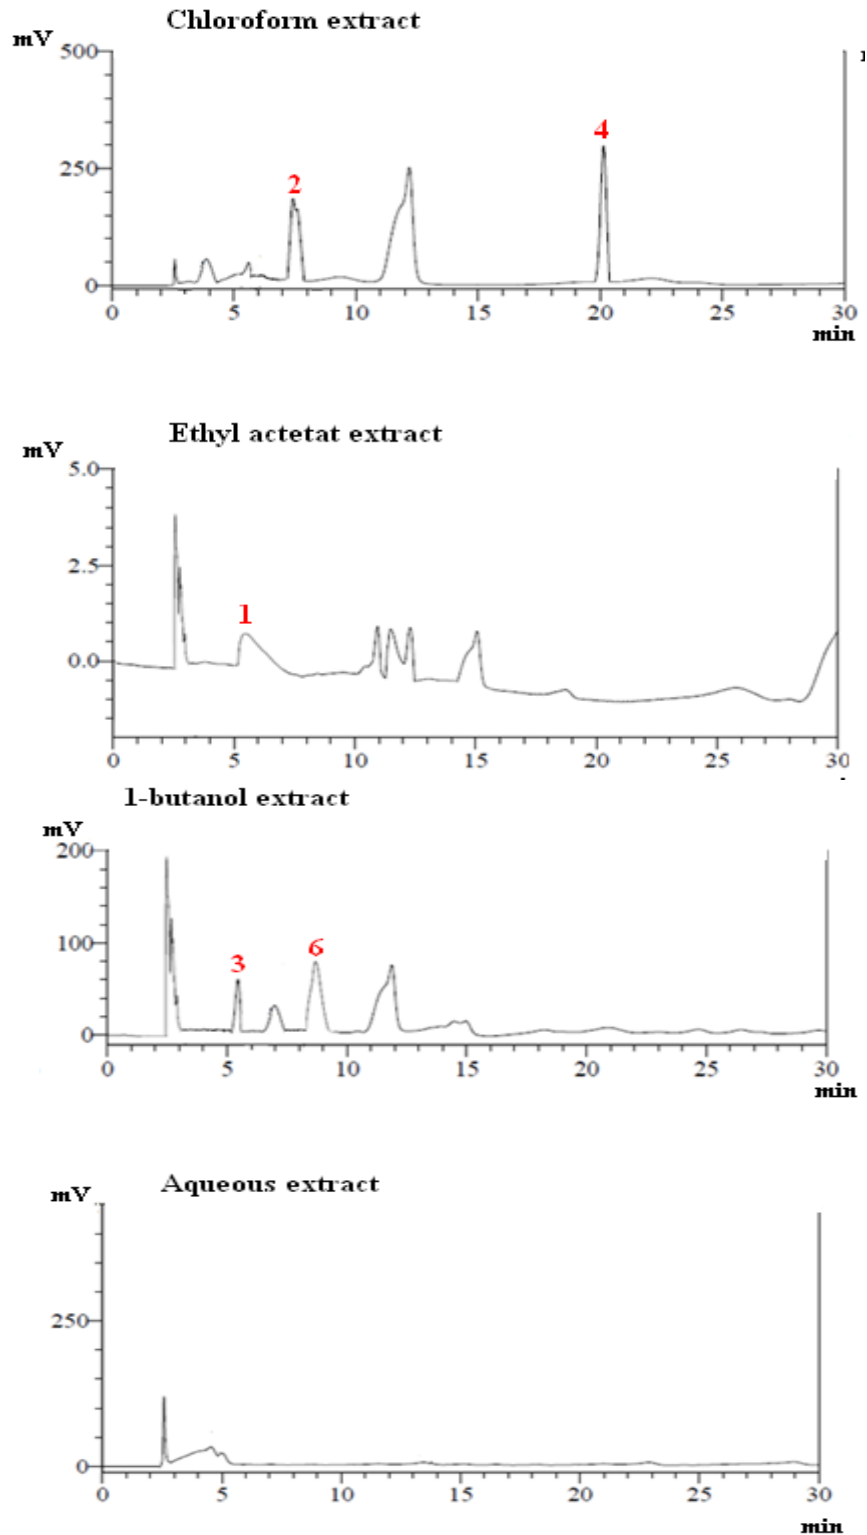 Chloroform extract
mV
500
4
2
250
0
0 5 10 15 20 25 30
min
Ethyl actetat extract
mV
5.0
2.5
1
0.0
0 5 10 15 20 25 30
1-butanol extract
mV
200
100
3 6
0
0 5 10 15 20 25 30
min
Aqueous extract
mV
250
0
0 5 10 15 20 25 30
min